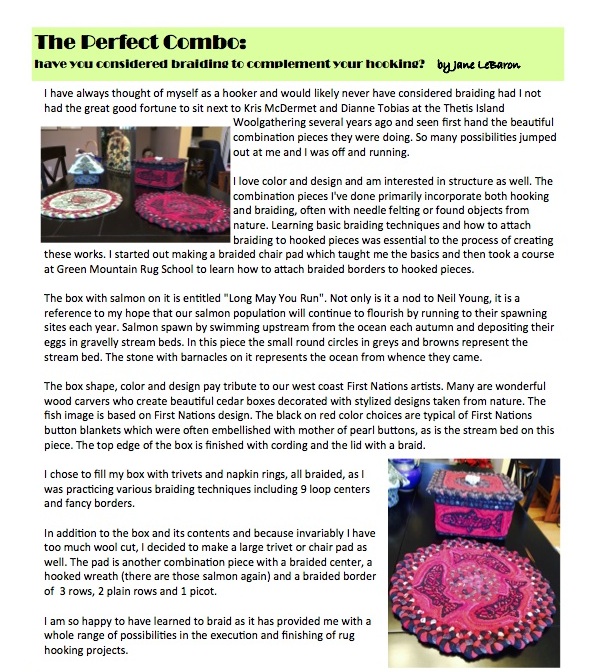 The Perfect Combo:
have you considered braiding to complement your hooking? by Jane LeBaron
I have always thought of myself as a hooker and would likely never have considered braiding had I not
had the great good fortune to sit next to Kris McDermet and Dianne Tobias at the Thetis Island
Woolgathering several years ago and seen first hand the beautiful
combination pieces they were doing. So many possibilities jumped
out at me and I was off and running.
I love color and design and am interested in structure as well. The
combination pieces I've done primarily incorporate both hooking
and braiding, often with needle felting or found objects from
nature. Learning basic braiding techniques and how to attach
braiding to hooked pieces was essential to the process of creating
these works. I started out making a braided chair pad which taught me the basics and then took a course
at Green Mountain Rug School to learn how to attach braided borders to hooked pieces.
The box with salmon on it is entitled "Long May You Run". Not only is it a nod to Neil Young, it is a
reference to my hope that our salmon population will continue to flourish by running to their spawning
sites each year. Salmon spawn by swimming upstream from the ocean each autumn and depositing their
eggs in gravelly stream beds. In this piece the small round circles in greys and browns represent the
stream bed. The stone with barnacles on it represents the ocean from whence they came.
The box shape, color and design pay tribute to our west coast First Nations artists. Many are wonderful
wood carvers who create beautiful cedar boxes decorated with stylized designs taken from nature. The
fish image is based on First Nations design. The black on red color choices are typical of First Nations
button blankets which were often embellished with mother of pearl buttons, as is the stream bed on this
piece. The top edge of the box is finished with cording and the lid with a braid.
I chose to fill my box with trivets and napkin rings, all braided, as I
was practicing various braiding techniques including 9 loop centers
and fancy borders.
In addition to the box and its contents and because invariably I have
too much wool cut, I decided to make a large trivet or chair pad as
well. The pad is another combination piece with a braided center, a
hooked wreath (there are those salmon again) and a braided border
of 3 rows, 2 plain rows and 1 picot.
I am so happy to have learned to braid as it has provided me with a
whole range of possibilities in the execution and finishing of rug
hooking projects.